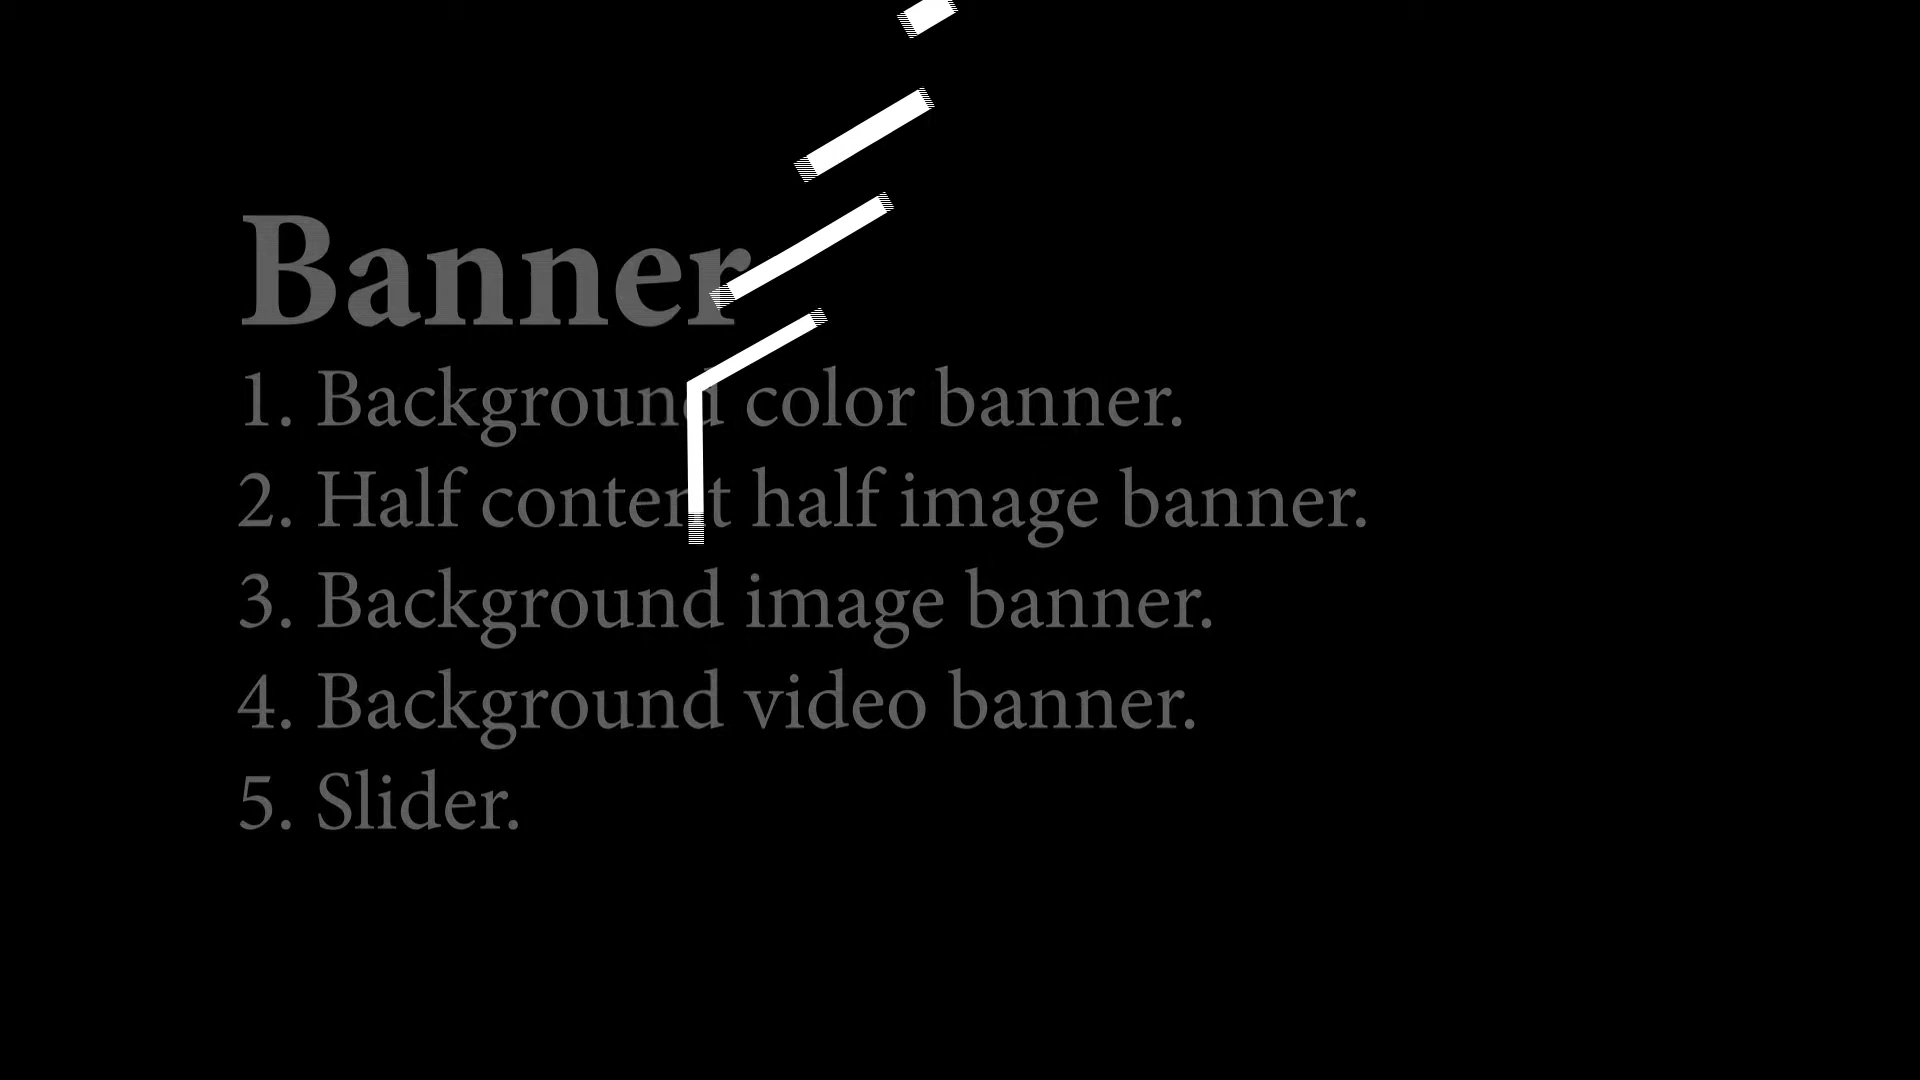 Banner
1. Background color banner.
2. Half content half image banner.
3. Background image banner.
4. Background video banner.
5. Slider.